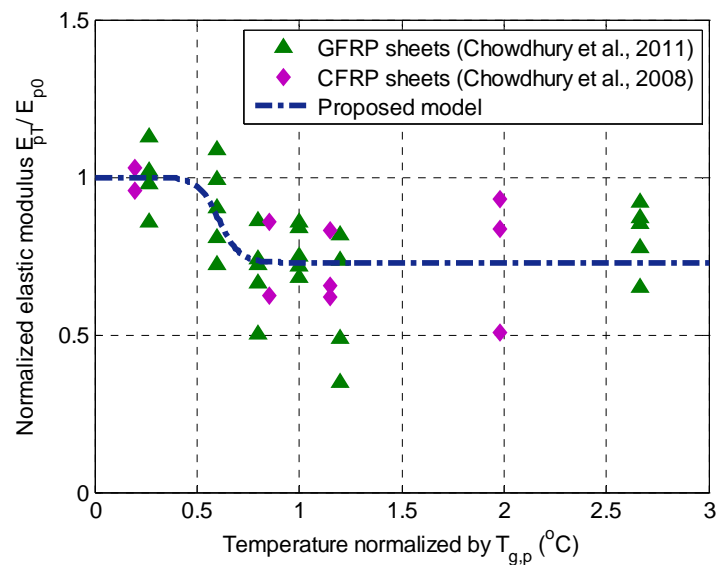 GFRP sheets (Chowdhury et al., 2011)
CFRP sheets (Chowdhury et al., 2008)
Proposed model
Normalized elastic modulus E_pT/ E_p0
1.5
1
0.5
0
0 0.5 1 1.5 2 2.5 3
Temperature normalized by T_g,p (°C)